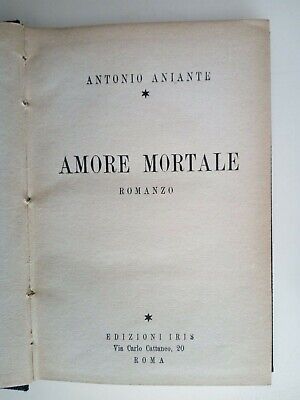 ANTONIO ANIANTE
AMORE MORTALE
ROMANZO
EDIZIONI IRIS
Via Carlo Cattaneo, 20
ROMA